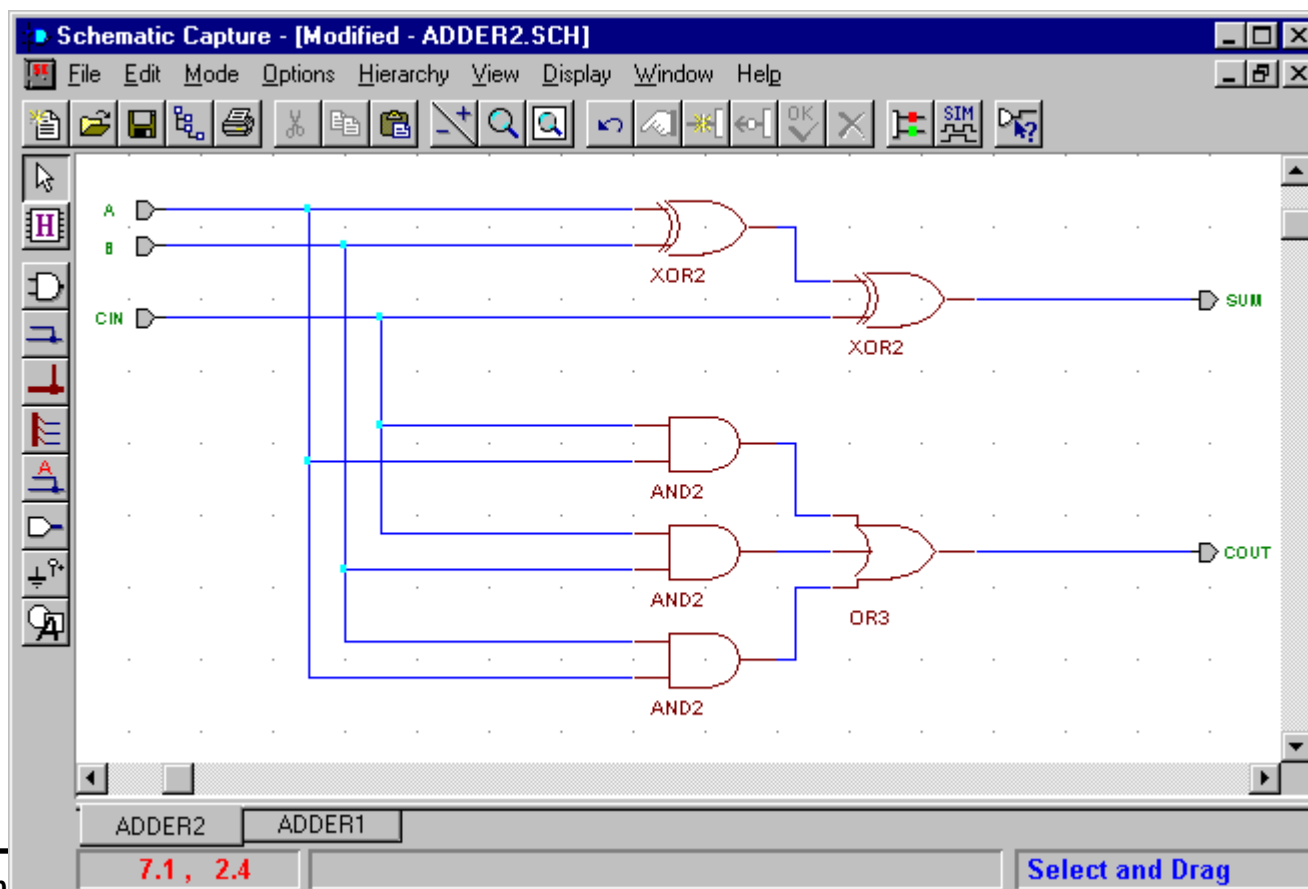 Schematic Capture - [Modified - ADDER2.SCH]
File Edit Mode Options Hierarchy View Display Window Help
OK
SIM
H
A
A
A
B
CIN
XOR2
XOR2
SUM
AND2
AND2
AND2
OR3
COUT
ADDER2 ADDER1
7.1 , 2.4 Select and Drag